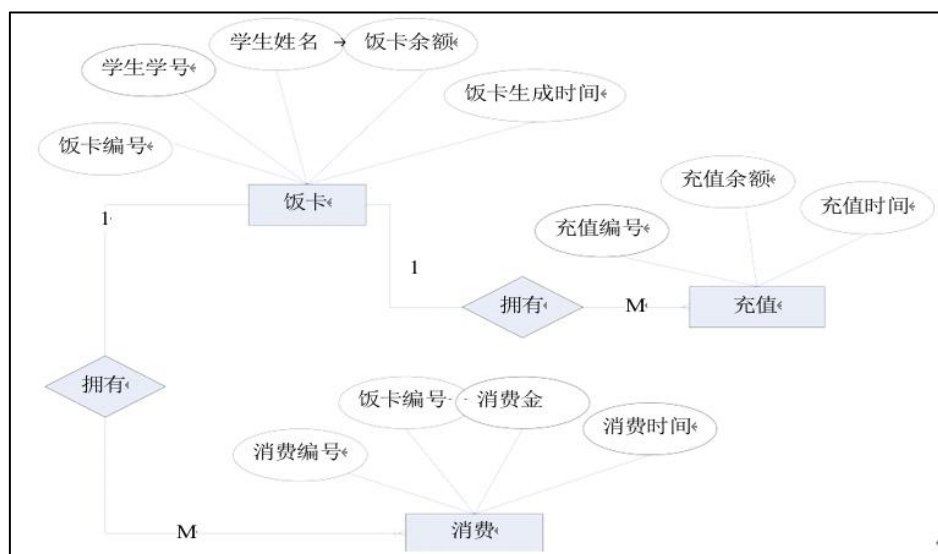 学生姓名
饭卡余额
学生学号
饭卡生成时间
饭卡编号
饭卡
充值余额
充值时间
充值编号
1
1
拥有
M
充值
拥有
饭卡编号
消费金
消费时间
消费编号
M
消费